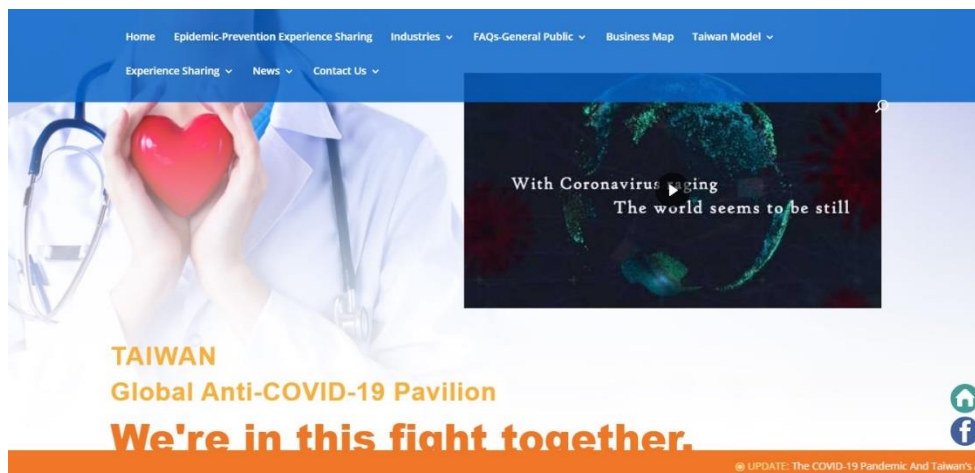 Home Epidemic-Prevention Experience Sharing Industries FAQs-General Public Business Map Taiwan Model
Experience Sharing News Contact Us
With Coronavirus raging
The world seems to be still
TAIWAN
Global Anti-COVID-19 Pavilion
We're in this fight together.
UPDATE: The COVID-19 Pandemic And Taiwan's